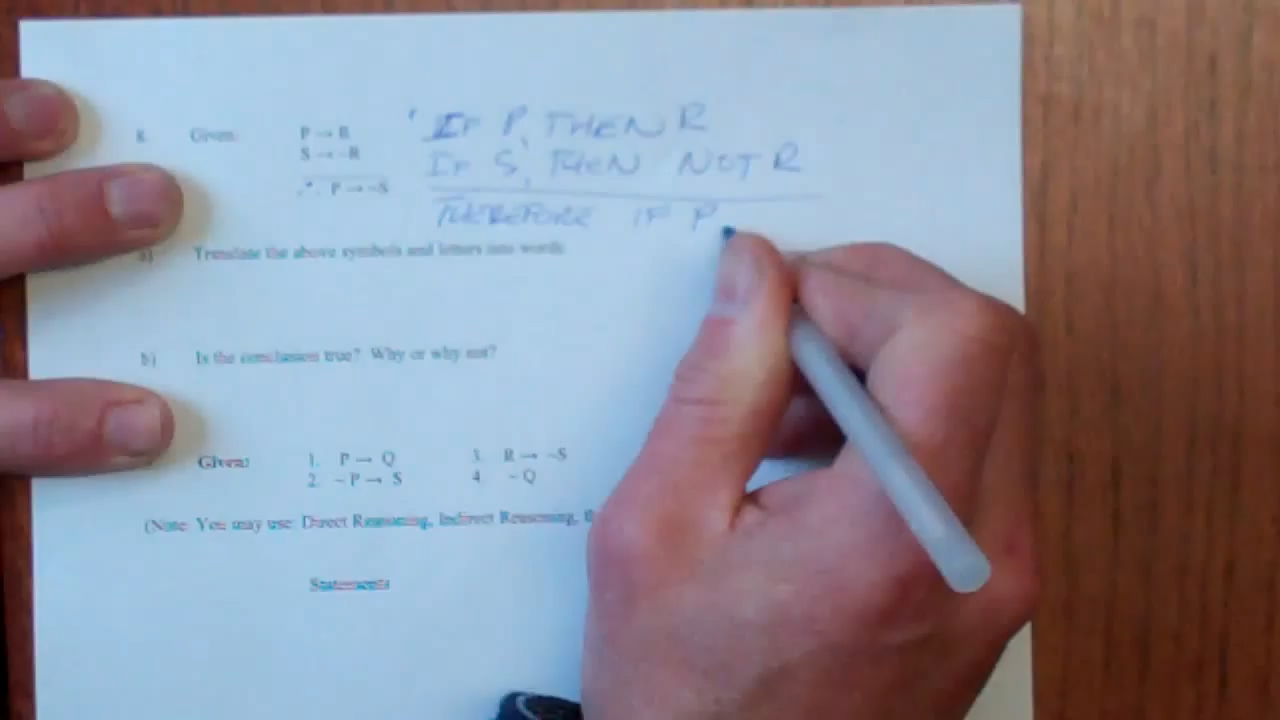 8. Given: P → R IF P, THEN R
S → ~R IF S, THEN NOT R
∴ P → ~S THEREFORE IF P
a) Translate the above symbols and letters into words.
b) Is the conclusion true? Why or why not?
Given: 1. P → Q 3. R → ~S
2. ~P → S 4. ~Q
(Note: You may use: Direct Reasoning, Indirect Reasoning,
Statements